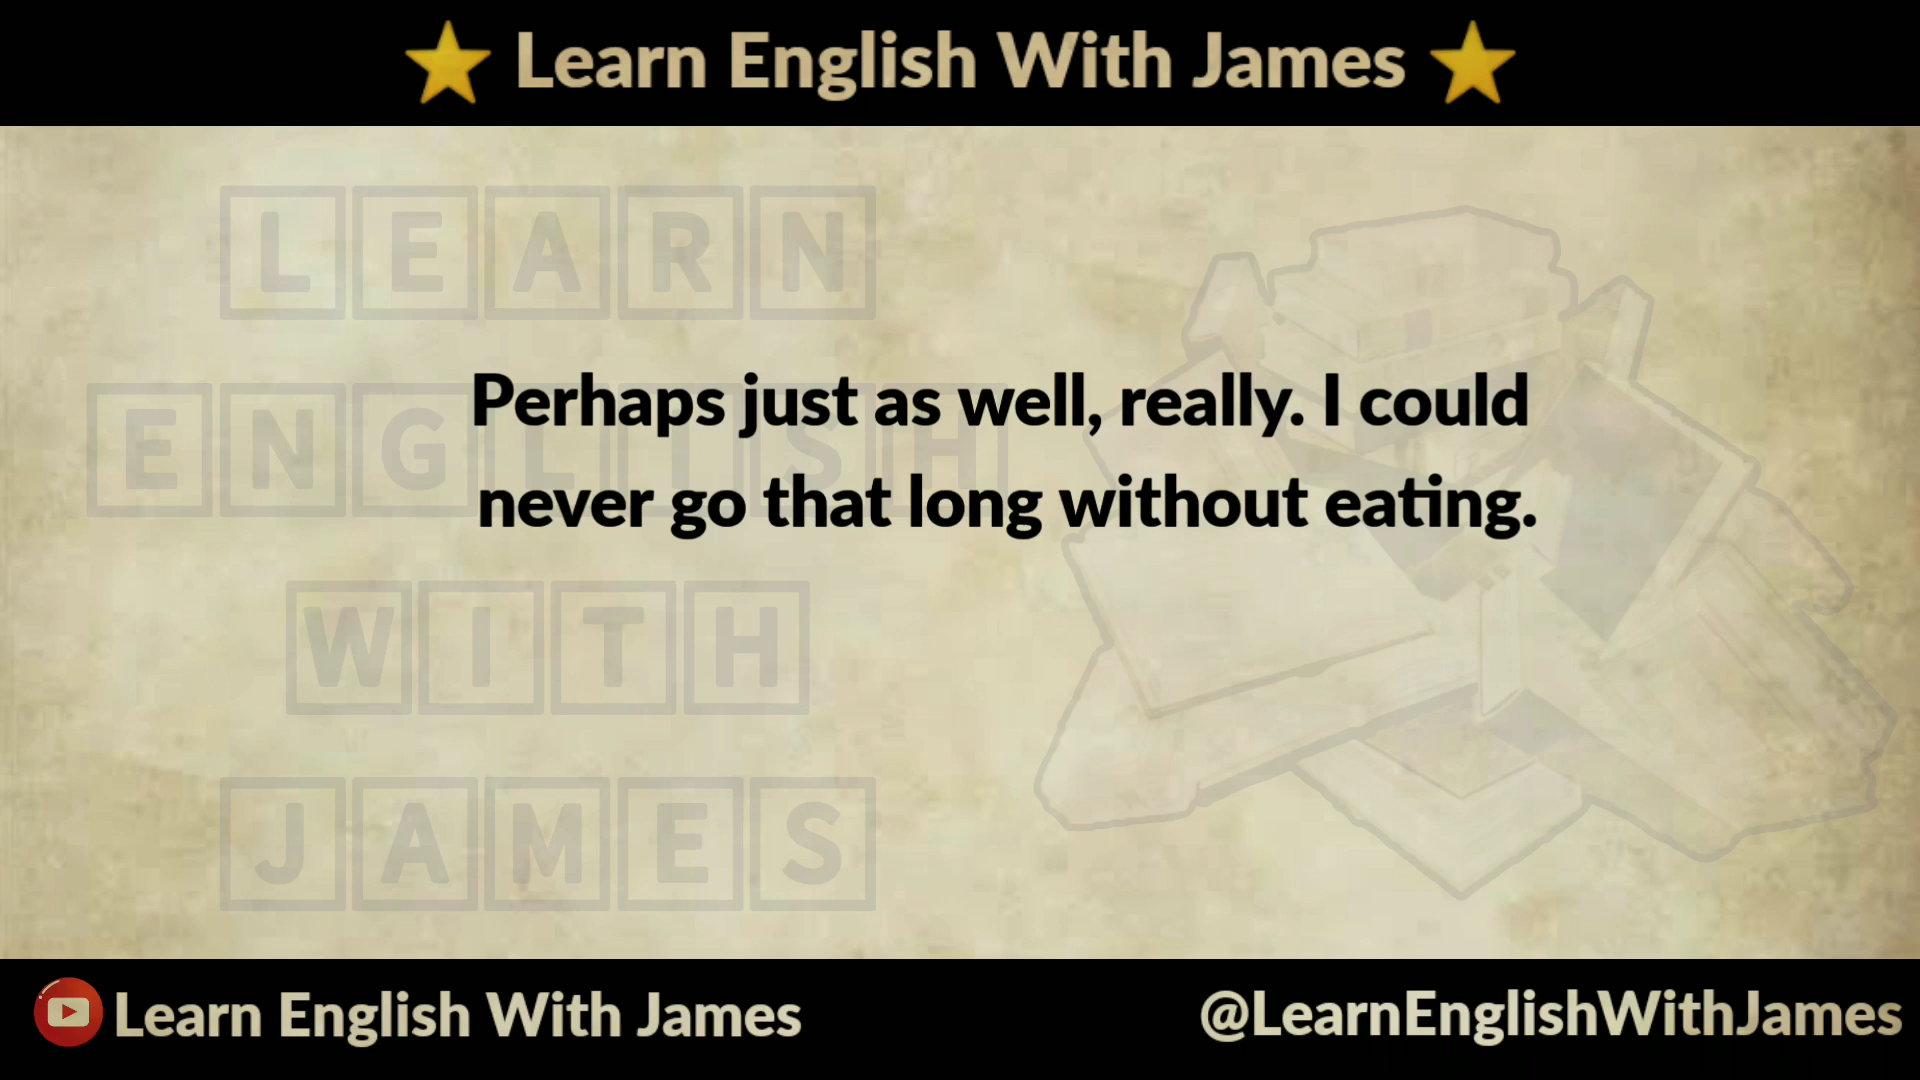 Learn English With James
LEARN
Perhaps just as well, really. I could
ENGLISH
never go that long without eating.
WITH
JAMES
Learn English With James
@LearnEnglishWithJames